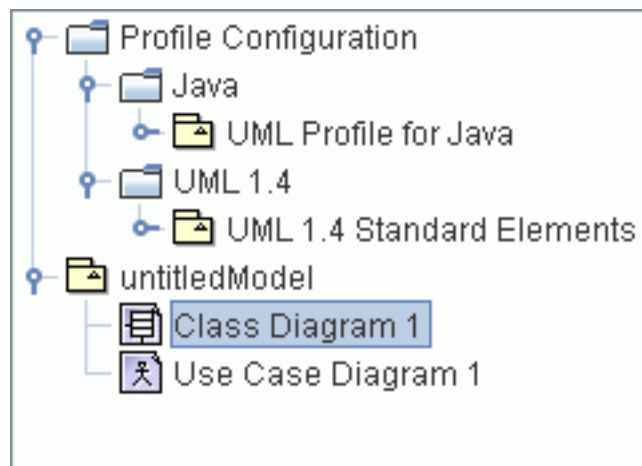 Profile Configuration
Java
UML Profile for Java
UML 1.4
UML 1.4 Standard Elements
untitledModel
Class Diagram 1
Use Case Diagram 1